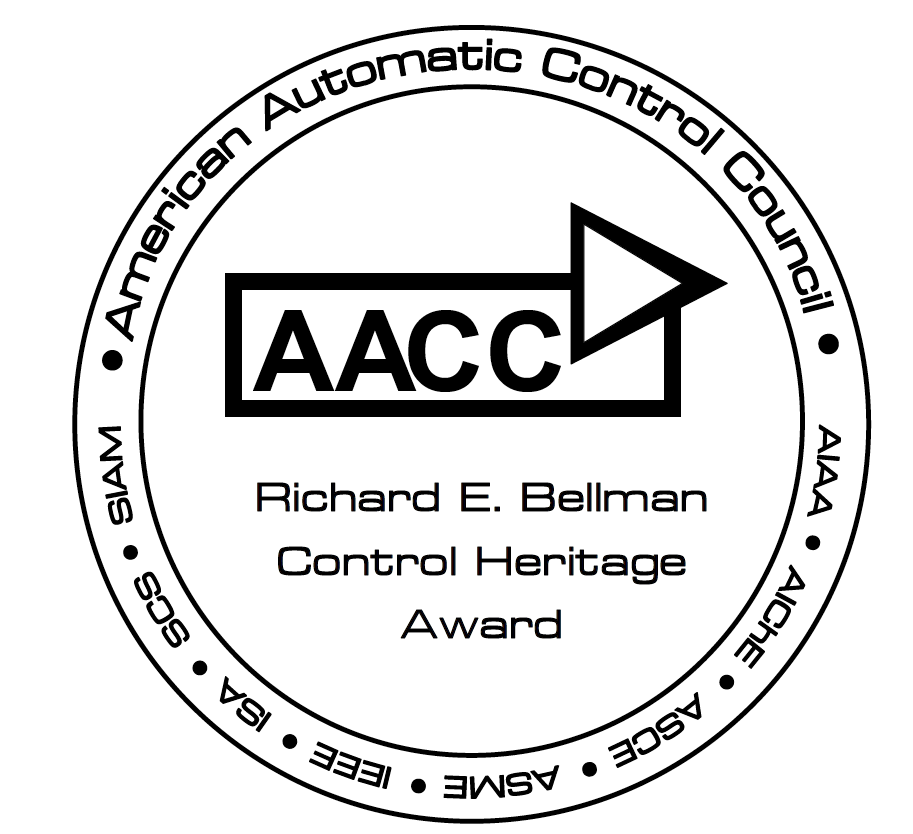 • American Automatic Control Council •
AACC
Richard E. Bellman
Control Heritage
Award
AIAA • AIChE • ASCE • ASME • IEEE • ISA • SCS • SIAM